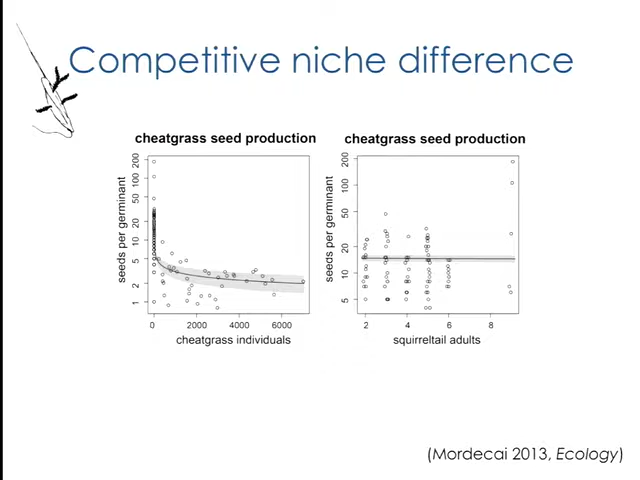 Competitive niche difference
cheatgrass seed production
seeds per germinant
200
100
50
20
10
5
2
1
0
2000
4000
6000
cheatgrass individuals
cheatgrass seed production
seeds per germinant
200
100
50
20
10
5
2
4
6
8
squirreltail adults
(Mordecai 2013, Ecology)